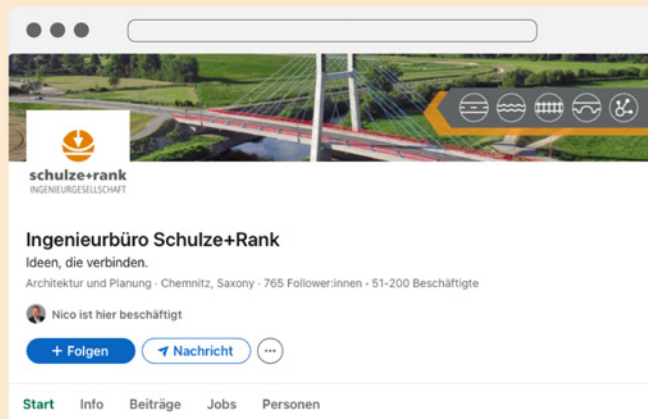 schulze+rank
INGENIEURGESELLSCHAFT
Ingenieurbüro Schulze+Rank
Ideen, die verbinden.
Architektur und Planung · Chemnitz, Saxony · 765 Follower:innen · 51-200 Beschäftigte
Nico ist hier beschäftigt
+ Folgen Nachricht ...
Start Info Beiträge Jobs Personen